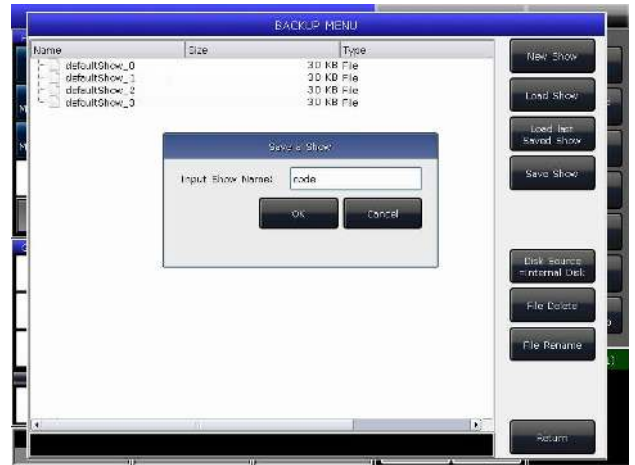 BACKUP MENU
Name Size Type
defaultShow_0 30 KB File
defaultShow_1 30 KB File
defaultShow_2 30 KB File
defaultShow_3 30 KB File
Save a Show
Input Show Name: code
OK Cancel
New Show
Load Show
Load last
Saved Show
Save Show
Disk Source
=Internal Disk
File Delete
File Rename
Return